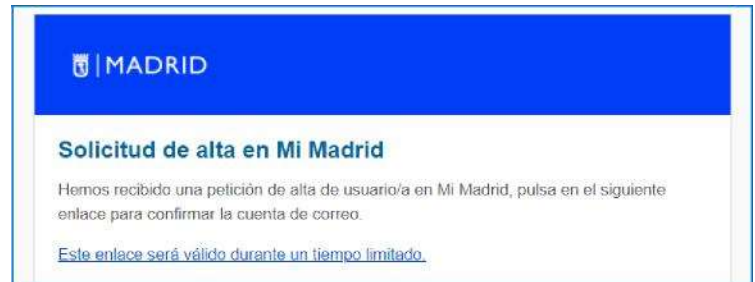 MADRID
Solicitud de alta en Mi Madrid
Hemos recibido una petición de alta de usuario/a en Mi Madrid, pulsa en el siguiente
enlace para confirmar la cuenta de correo.
Este enlace será válido durante un tiempo limitado.